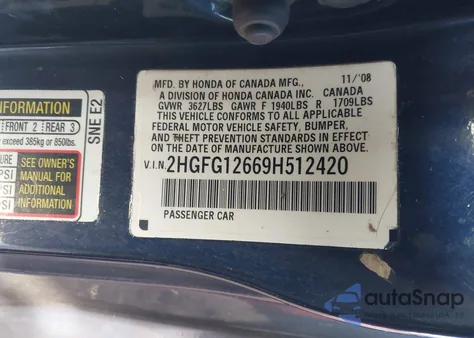 MFD. BY HONDA OF CANADA MFG., 11/'08
A DIVISION OF HONDA CANADA INC. CANADA
GVWR 3627LBS GAWR F 1940LBS R 1709LBS
THIS VEHICLE CONFORMS TO ALL APPLICABLE
FEDERAL MOTOR VEHICLE SAFETY, BUMPER,
AND THEFT PREVENTION STANDARDS IN EFFECT
ON THE DATE OF MANUFACTURE SHOWN ABOVE.
V.I.N. 2HGFG12669H512420
PASSENGER CAR
INFORMATION
FRONT 2 REAR 3
exceed 385kg or 850lbs.
SEE OWNER'S
MANUAL FOR
ADDITIONAL
INFORMATION
PSI
PSI
SNE E2
autoSnap